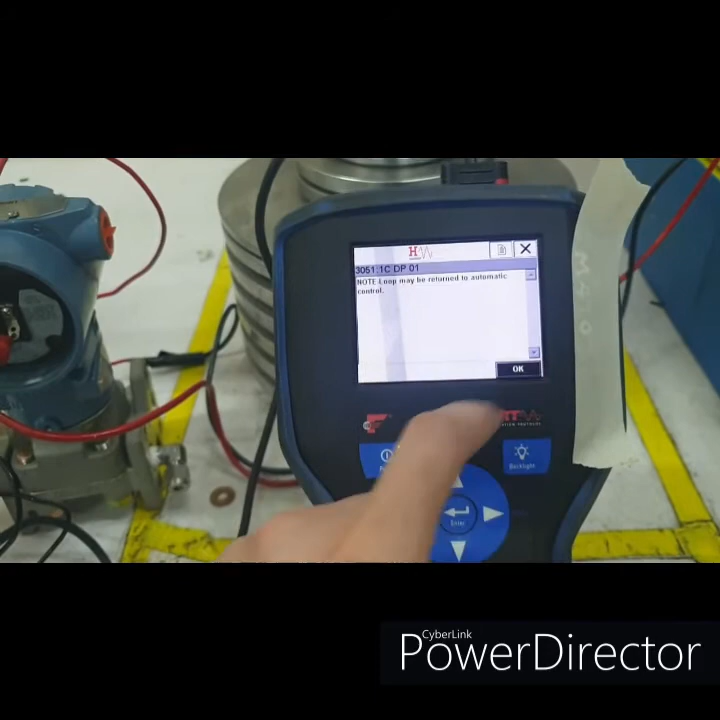 H
3051:1C DP 01
NOTE-Loop may be returned to automatic
control.
OK
Backlight
Enter
CyberLink
PowerDirector